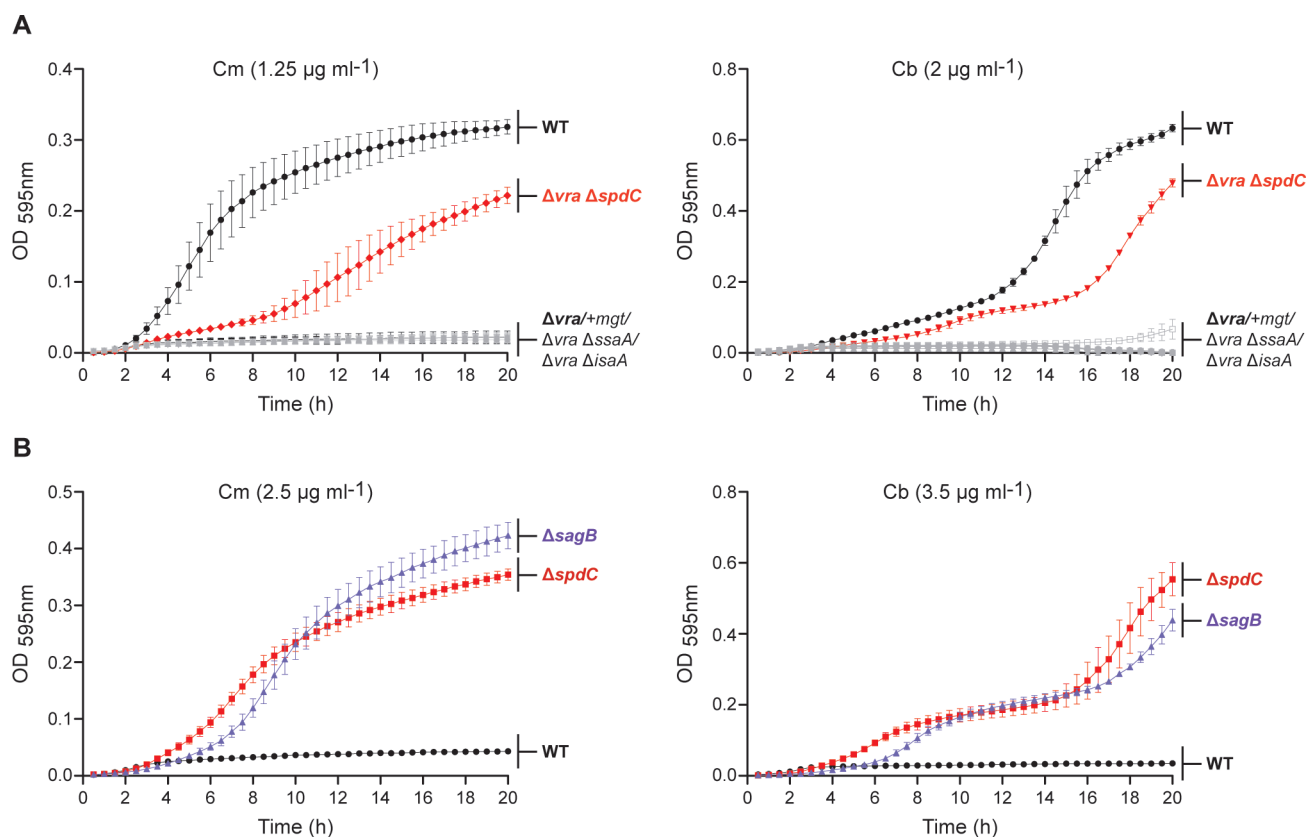 A
Cm (1.25 µg ml-1)
0.4
0.3
0.2
0.1
0.0
OD 595nm
0 2 4 6 8 10 12 14 16 18 20
Time (h)
WT
Δvra ΔspdC
Δvra/+mgt/
Δvra ΔssaA/
Δvra ΔisaA
Cb (2 µg ml-1)
0.8
0.6
0.4
0.2
0.0
OD 595nm
0 2 4 6 8 10 12 14 16 18 20
Time (h)
WT
Δvra ΔspdC
Δvra/+mgt/
Δvra ΔssaA/
Δvra ΔisaA
B
Cm (2.5 µg ml-1)
0.5
0.4
0.3
0.2
0.1
0.0
OD 595nm
0 2 4 6 8 10 12 14 16 18 20
Time (h)
ΔsagB
ΔspdC
WT
Cb (3.5 µg ml-1)
0.8
0.6
0.4
0.2
0.0
OD 595nm
0 2 4 6 8 10 12 14 16 18 20
Time (h)
ΔspdC
ΔsagB
WT